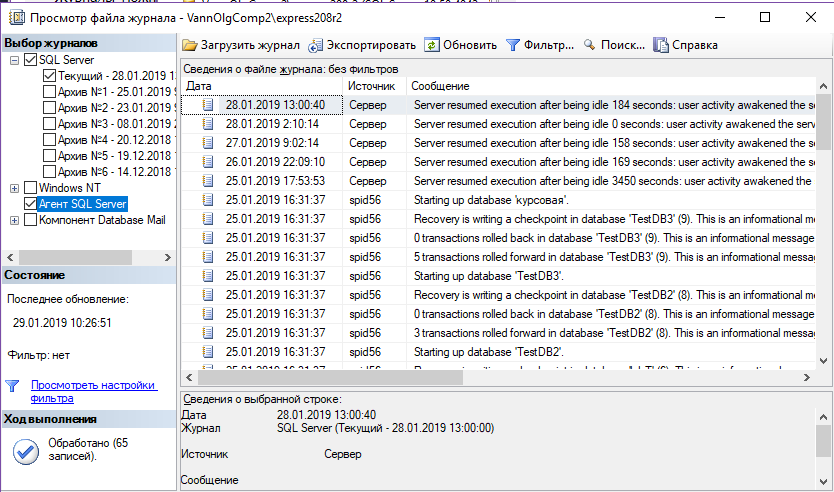 Просмотр файла журнала - VannOlgComp2\express208r2
Выбор журналов
SQL Server
Текущий - 28.01.2019 1
Архив №1 - 25.01.2019 9
Архив №2 - 23.01.2019 9
Архив №3 - 08.01.2019 2
Архив №4 - 20.12.2018 1
Архив №5 - 19.12.2018 1
Архив №6 - 14.12.2018 1
Windows NT
Агент SQL Server
Компонент Database Mail
Состояние
Последнее обновление:
29.01.2019 10:26:51
Фильтр: нет
Просмотреть настройки
фильтра
Ход выполнения
Обработано (65
записей).
Загрузить журнал Экспортировать Обновить Фильтр... Поиск... Справка
Сведения о файле журнала: без фильтров
Дата Источник Сообщение
28.01.2019 13:00:40 Сервер Server resumed execution after being idle 184 seconds: user activity awakened the se
28.01.2019 2:10:14 Сервер Server resumed execution after being idle 0 seconds: user activity awakened the serv
27.01.2019 9:02:14 Сервер Server resumed execution after being idle 158 seconds: user activity awakened the se
26.01.2019 22:09:10 Сервер Server resumed execution after being idle 169 seconds: user activity awakened the se
25.01.2019 17:53:53 Сервер Server resumed execution after being idle 3450 seconds: user activity awakened the s
25.01.2019 16:31:37 spid56 Starting up database 'курсовая'.
25.01.2019 16:31:37 spid56 Recovery is writing a checkpoint in database 'TestDB3' (9). This is an informational m
25.01.2019 16:31:37 spid56 0 transactions rolled back in database 'TestDB3' (9). This is an informational message
25.01.2019 16:31:37 spid56 5 transactions rolled forward in database 'TestDB3' (9). This is an informational messa
25.01.2019 16:31:37 spid56 Starting up database 'TestDB3'.
25.01.2019 16:31:37 spid56 Recovery is writing a checkpoint in database 'TestDB2' (8). This is an informational m
25.01.2019 16:31:37 spid56 0 transactions rolled back in database 'TestDB2' (8). This is an informational message
25.01.2019 16:31:37 spid56 3 transactions rolled forward in database 'TestDB2' (8). This is an informational messa
25.01.2019 16:31:37 spid56 Starting up database 'TestDB2'.
Сведения о выбранной строке:
Дата 28.01.2019 13:00:40
Журнал SQL Server (Текущий - 28.01.2019 13:00:00)
Источник Сервер
Сообщение